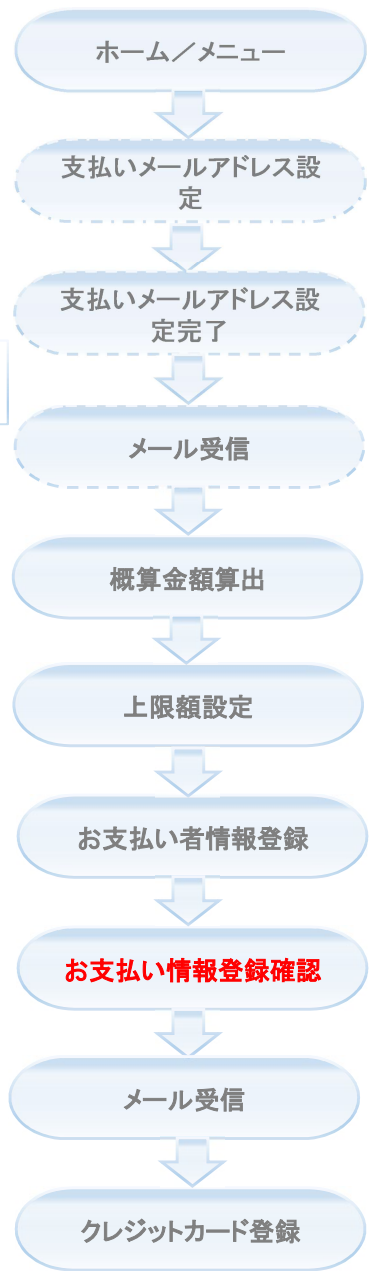 ホーム／メニュー
支払いメールアドレス設
定
支払いメールアドレス設
定完了
メール受信
概算金額算出
上限額設定
お支払い者情報登録
お支払い情報登録確認
メール受信
クレジットカード登録